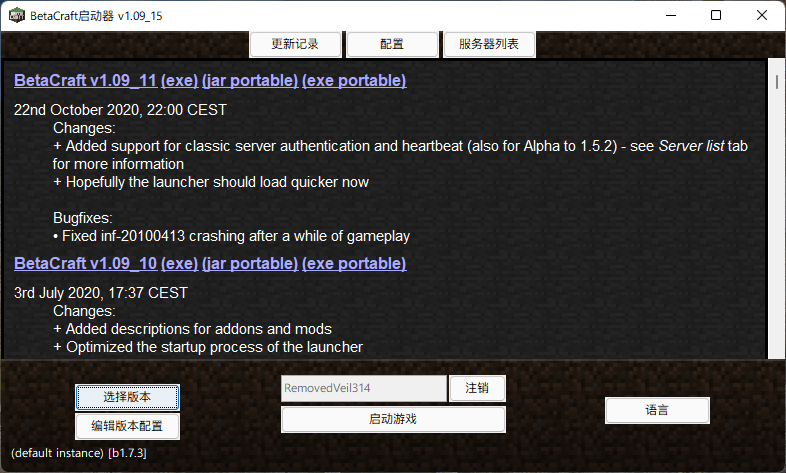 BetaCraft启动器 v1.09_15
更新记录 配置 服务器列表
BetaCraft v1.09_11 (exe) (jar portable) (exe portable)
22nd October 2020, 22:00 CEST
Changes:
+ Added support for classic server authentication and heartbeat (also for Alpha to 1.5.2) - see Server list tab
for more information
+ Hopefully the launcher should load quicker now
Bugfixes:
• Fixed inf-20100413 crashing after a while of gameplay
BetaCraft v1.09_10 (exe) (jar portable) (exe portable)
3rd July 2020, 17:37 CEST
Changes:
+ Added descriptions for addons and mods
+ Optimized the startup process of the launcher
选择版本
编辑版本配置
(default instance) [b1.7.3]
RemovedVeil314 注销
启动游戏
语言